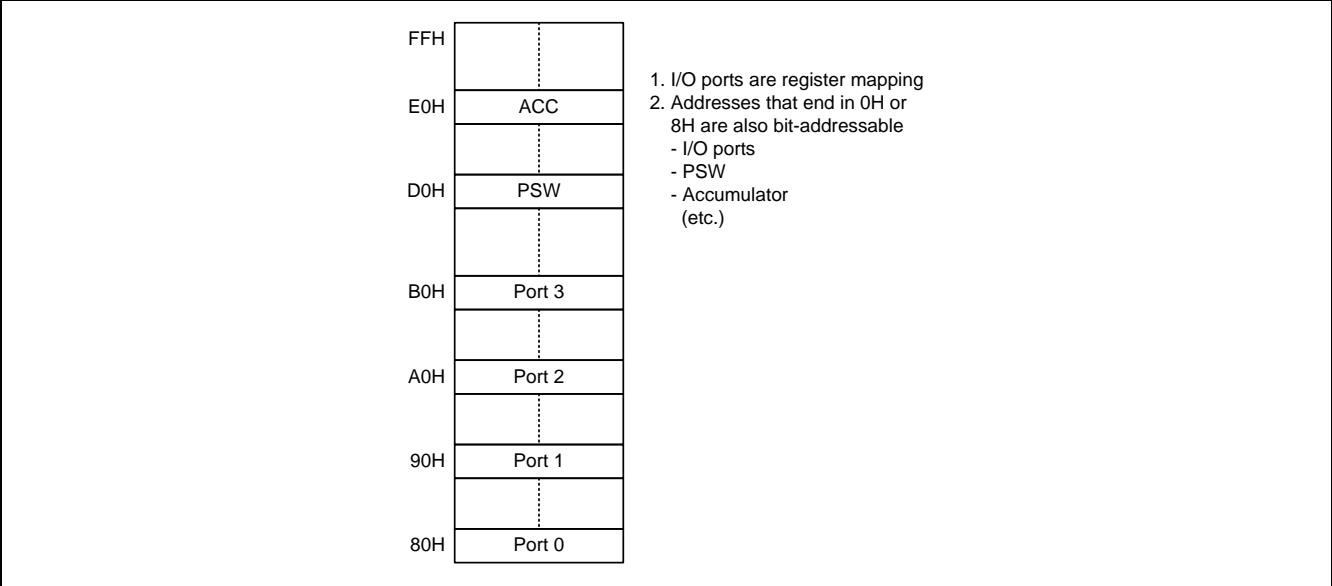 FFH
E0H ACC
D0H PSW
B0H Port 3
A0H Port 2
90H Port 1
80H Port 0
1. I/O ports are register mapping
2. Addresses that end in 0H or
8H are also bit-addressable
- I/O ports
- PSW
- Accumulator
(etc.)